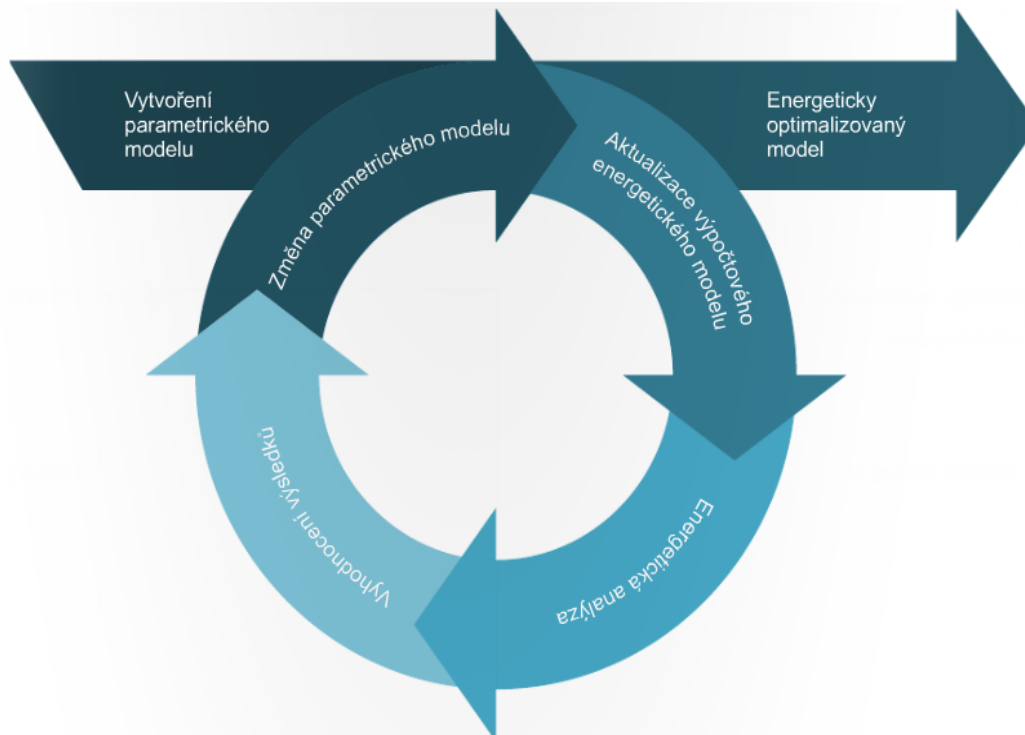 Vytvoření
parametrického
modelu
Energeticky
optimalizovaný
model
Změna parametrického modelu
Aktualizace výpočtového
energetického modelu
Energetická analýza
Vyhodnocení výsledků